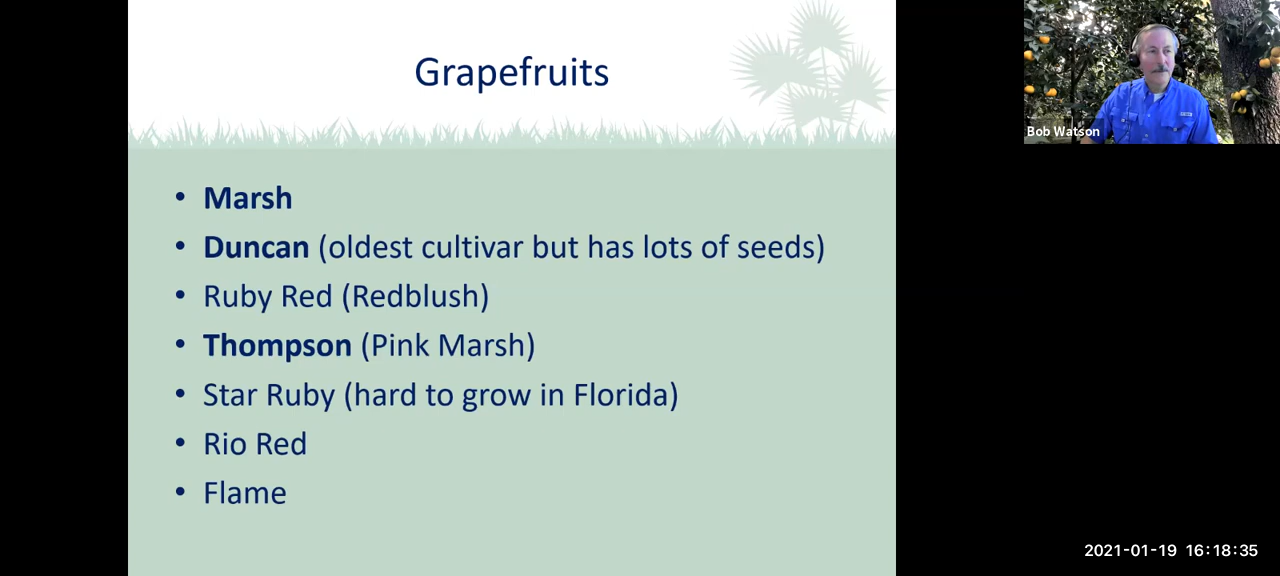 Grapefruits
Bob Watson
• Marsh
• Duncan (oldest cultivar but has lots of seeds)
• Ruby Red (Redblush)
• Thompson (Pink Marsh)
• Star Ruby (hard to grow in Florida)
• Rio Red
• Flame
2021-01-19 16:18:35